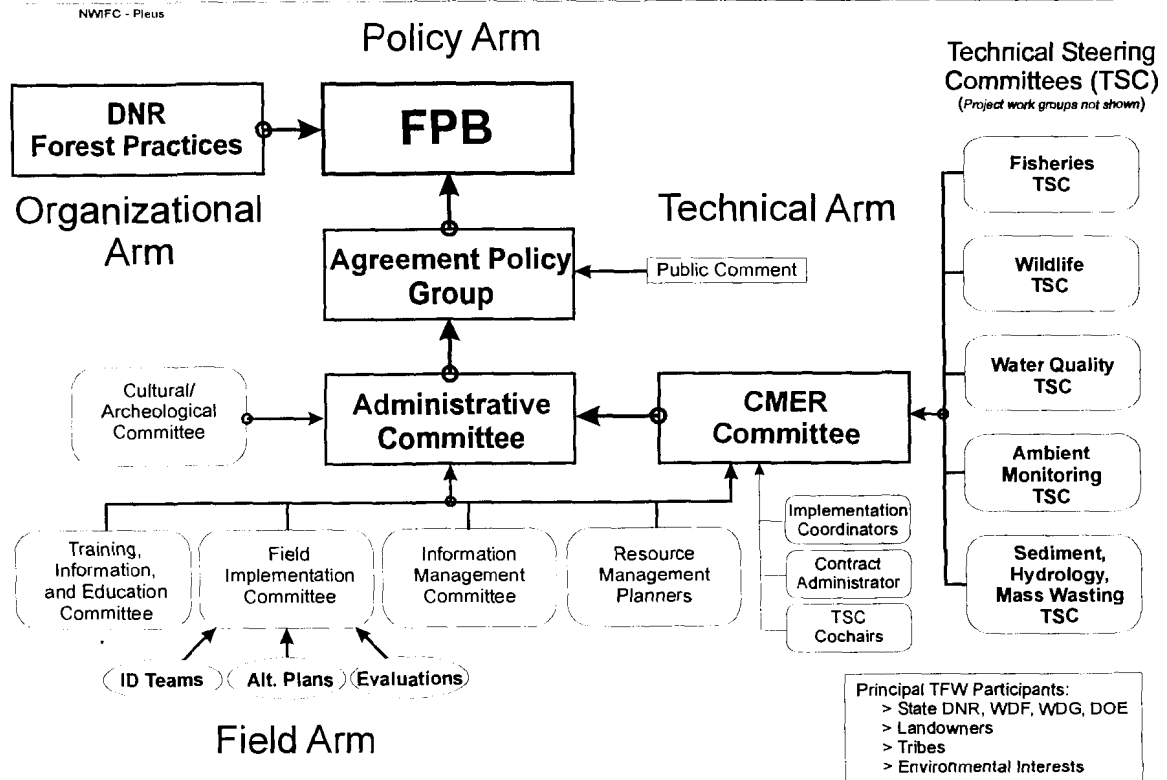 NWIFC - Pleus
Policy Arm
Technical Steering
Committees (TSC)
(Project work groups not shown)
DNR
Forest Practices
FPB
Fisheries
TSC
Organizational
Arm
Technical Arm
Agreement Policy
Group
Public Comment
Wildlife
TSC
Cultural/
Archeological
Committee
Administrative
Committee
CMER
Committee
Water Quality
TSC
Ambient
Monitoring
TSC
Training,
Information,
and Education
Committee
Field
Implementation
Committee
Information
Management
Committee
Resource
Management
Planners
Implementation
Coordinators
Contract
Administrator
TSC
Cochairs
Sediment,
Hydrology,
Mass Wasting
TSC
ID Teams
Alt. Plans
Evaluations
Field Arm
Principal TFW Participants:
> State DNR, WDF, WDG, DOE
> Landowners
> Tribes
> Environmental Interests